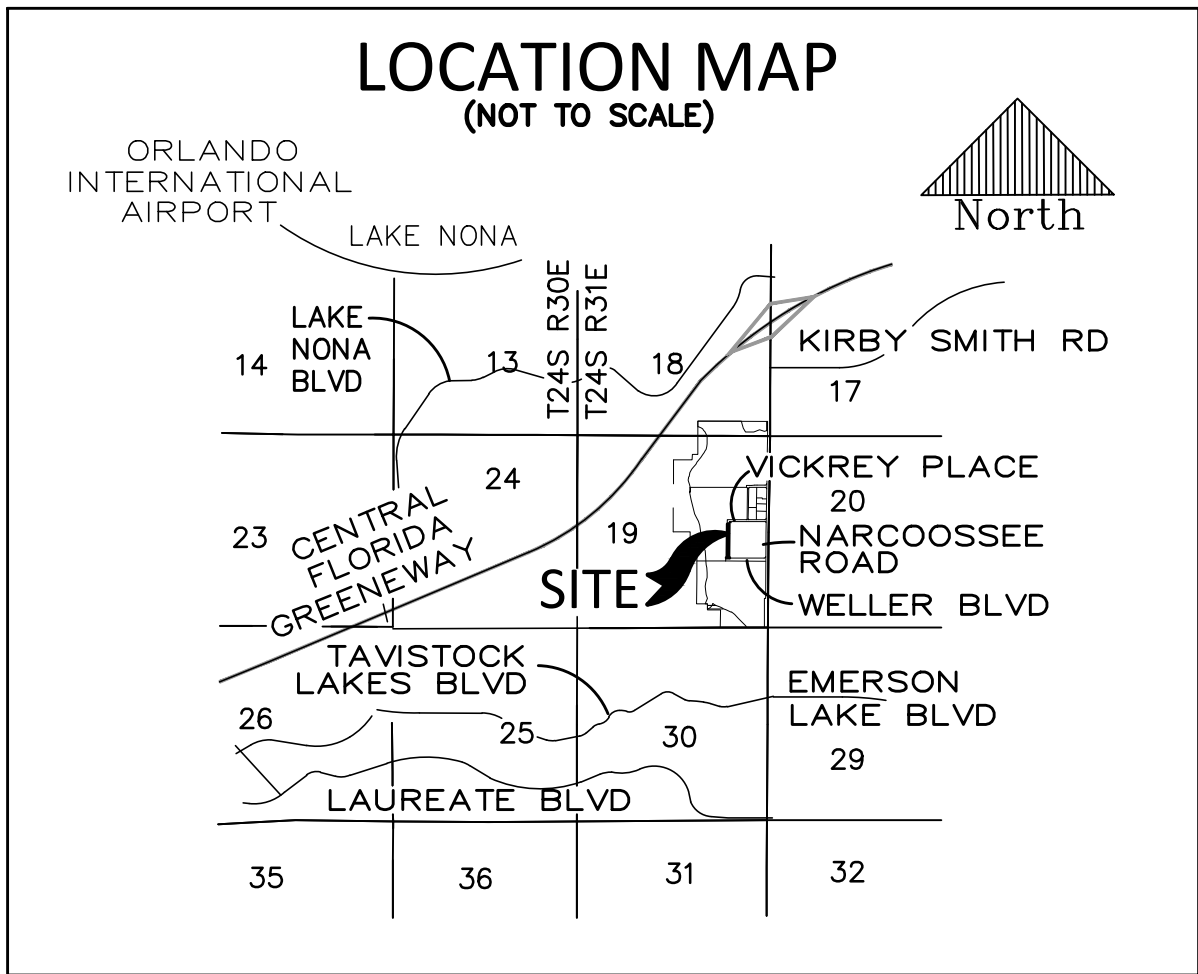 LOCATION MAP
(NOT TO SCALE)
ORLANDO
INTERNATIONAL
AIRPORT
LAKE NONA
North
T24S R30E
T24S R31E
LAKE
NONA
BLVD
14
13
18
KIRBY SMITH RD
17
24
VICKREY PLACE
20
23
CENTRAL
FLORIDA
GREENEWAY
19
NARCOOSSEE
ROAD
SITE
WELLER BLVD
TAVISTOCK
LAKES BLVD
EMERSON
LAKE BLVD
26
25
30
29
LAUREATE BLVD
35
36
31
32